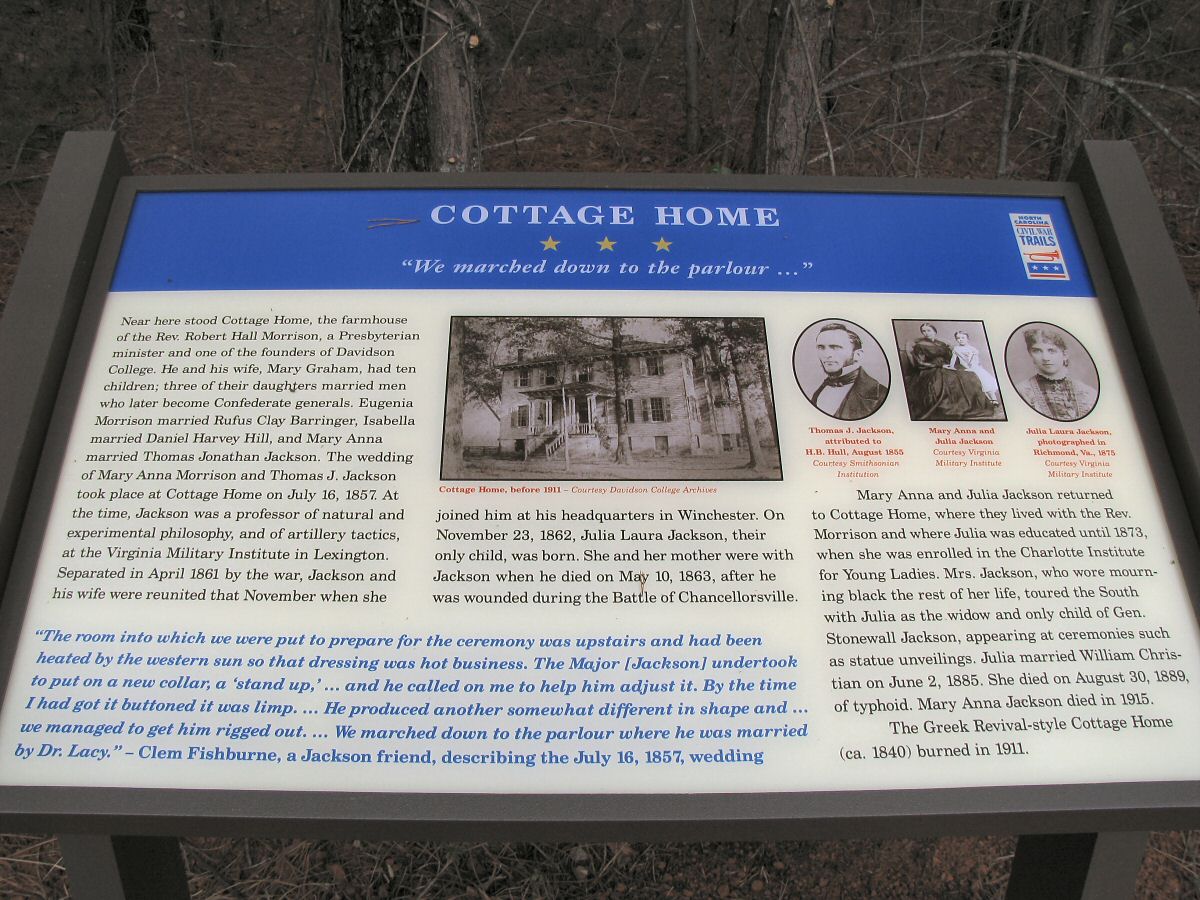 COTTAGE HOME
"We marched down to the parlour ..."
NORTH
CAROLINA
CIVIL WAR
TRAILS
Near here stood Cottage Home, the farmhouse
of the Rev. Robert Hall Morrison, a Presbyterian
minister and one of the founders of Davidson
College. He and his wife, Mary Graham, had ten
children; three of their daughters married men
who later become Confederate generals. Eugenia
Morrison married Rufus Clay Barringer, Isabella
married Daniel Harvey Hill, and Mary Anna
married Thomas Jonathan Jackson. The wedding
of Mary Anna Morrison and Thomas J. Jackson
took place at Cottage Home on July 16, 1857. At
the time, Jackson was a professor of natural and
experimental philosophy, and of artillery tactics,
at the Virginia Military Institute in Lexington.
Separated in April 1861 by the war, Jackson and
his wife were reunited that November when she
Cottage Home, before 1911 – Courtesy Davidson College Archives
joined him at his headquarters in Winchester. On
November 23, 1862, Julia Laura Jackson, their
only child, was born. She and her mother were with
Jackson when he died on May 10, 1863, after he
was wounded during the Battle of Chancellorsville.
Thomas J. Jackson,
attributed to
H.B. Hull, August 1855
Courtesy Smithsonian
Institution
Mary Anna and
Julia Jackson
Courtesy Virginia
Military Institute
Julia Laura Jackson,
photographed in
Richmond, Va., 1875
Courtesy Virginia
Military Institute
Mary Anna and Julia Jackson returned
to Cottage Home, where they lived with the Rev.
Morrison and where Julia was educated until 1873,
when she was enrolled in the Charlotte Institute
for Young Ladies. Mrs. Jackson, who wore mourn-
ing black the rest of her life, toured the South
with Julia as the widow and only child of Gen.
Stonewall Jackson, appearing at ceremonies such
as statue unveilings. Julia married William Chris-
tian on June 2, 1885. She died on August 30, 1889,
of typhoid. Mary Anna Jackson died in 1915.
The Greek Revival-style Cottage Home
(ca. 1840) burned in 1911.
"The room into which we were put to prepare for the ceremony was upstairs and had been
heated by the western sun so that dressing was hot business. The Major [Jackson] undertook
to put on a new collar, a 'stand up,' ... and he called on me to help him adjust it. By the time
I had got it buttoned it was limp. ... He produced another somewhat different in shape and ...
we managed to get him rigged out. ... We marched down to the parlour where he was married
by Dr. Lacy." – Clem Fishburne, a Jackson friend, describing the July 16, 1857, wedding